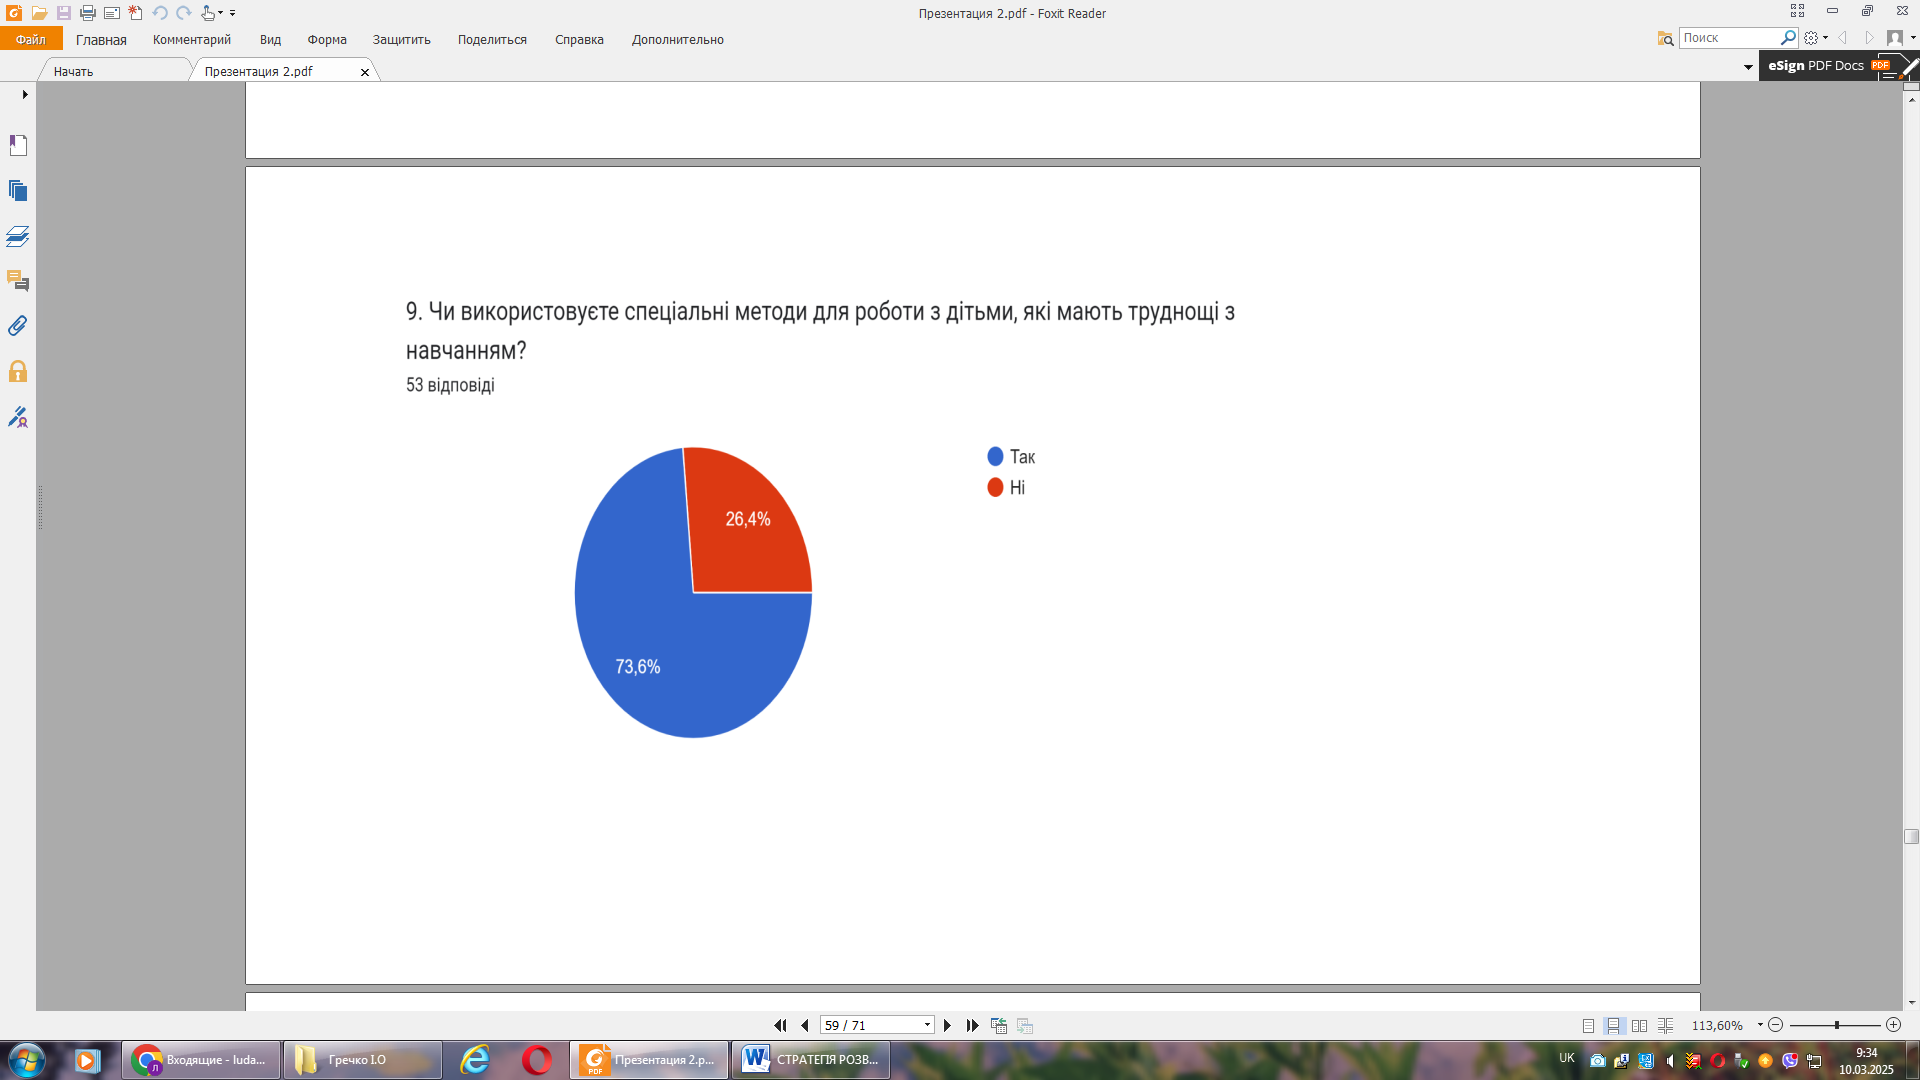 Презентация 2.pdf - Foxit Reader
Файл Главная Комментарий Вид Форма Защитить Поделиться Справка Дополнительно
Поиск
Начать
Презентация 2.pdf
eSign PDF Docs
PDF
9. Чи використовуєте спеціальні методи для роботи з дітьми, які мають труднощі з
навчанням?
53 відповіді
Так
Ні
26,4%
73,6%
59 / 71
113,60%
Входящие - luda...
Гречко І.О
PDF
Презентация 2.p...
СТРАТЕГІЯ РОЗВ...
UK
9:34
10.03.2025